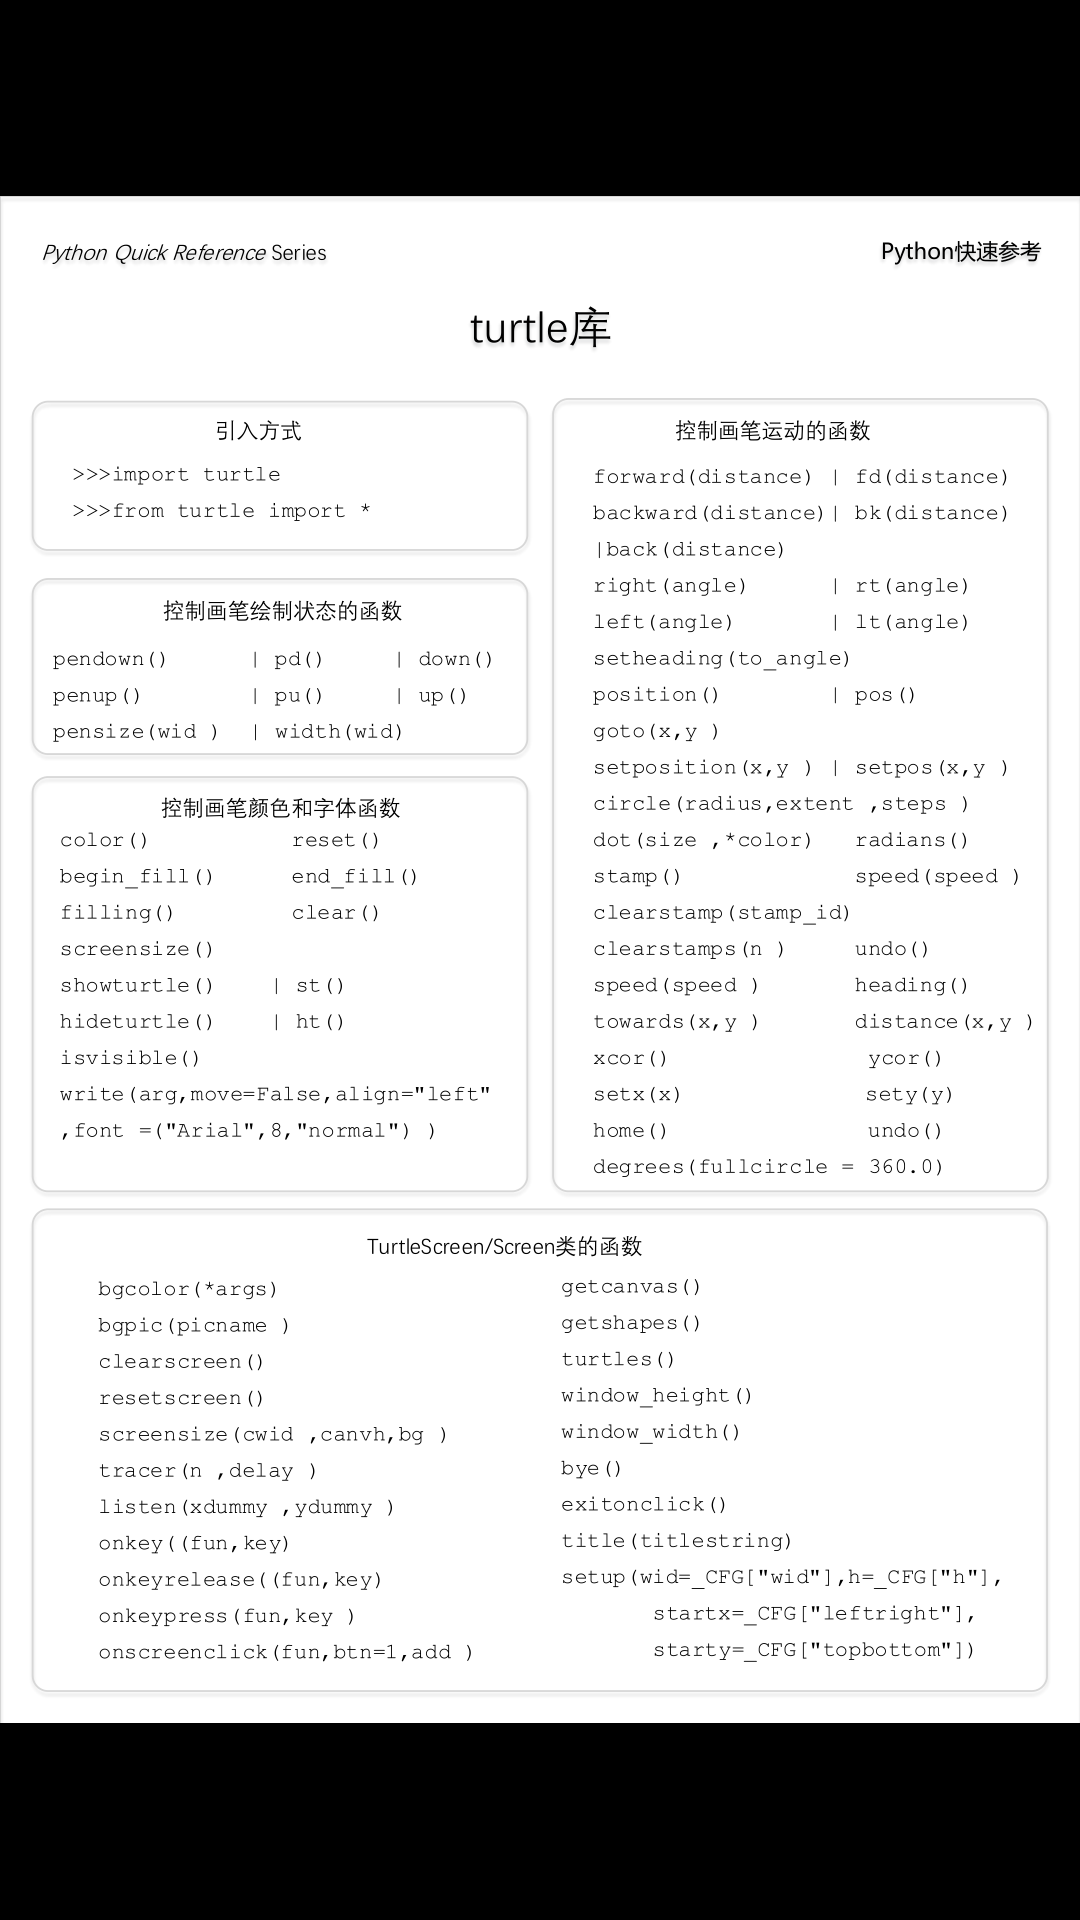 Python Quick Reference Series
Python快速参考
turtle库
引入方式
>>>import turtle
>>>from turtle import *
控制画笔绘制状态的函数
pendown() | pd() | down()
penup() | pu() | up()
pensize(wid ) | width(wid)
控制画笔颜色和字体函数
color() reset()
begin_fill() end_fill()
filling() clear()
screensize()
showturtle() | st()
hideturtle() | ht()
isvisible()
write(arg,move=False,align="left"
,font =("Arial",8,"normal") )
控制画笔运动的函数
forward(distance) | fd(distance)
backward(distance)| bk(distance)
|back(distance)
right(angle) | rt(angle)
left(angle) | lt(angle)
setheading(to_angle)
position() | pos()
goto(x,y )
setposition(x,y ) | setpos(x,y )
circle(radius,extent ,steps )
dot(size ,*color) radians()
stamp() speed(speed )
clearstamp(stamp_id)
clearstamps(n ) undo()
speed(speed ) heading()
towards(x,y ) distance(x,y )
xcor() ycor()
setx(x) sety(y)
home() undo()
degrees(fullcircle = 360.0)
TurtleScreen/Screen类的函数
bgcolor(*args)
bgpic(picname )
clearscreen()
resetscreen()
screensize(cwid ,canvh,bg )
tracer(n ,delay )
listen(xdummy ,ydummy )
onkey((fun,key)
onkeyrelease((fun,key)
onkeypress(fun,key )
onscreenclick(fun,btn=1,add )
getcanvas()
getshapes()
turtles()
window_height()
window_width()
bye()
exitonclick()
title(titlestring)
setup(wid=_CFG["wid"],h=_CFG["h"],
startx=_CFG["leftright"],
starty=_CFG["topbottom"])